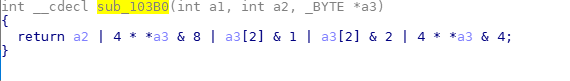 int __cdecl sub_103B0(int a1, int a2, _BYTE *a3)
{
return a2 | 4 * *a3 & 8 | a3[2] & 1 | a3[2] & 2 | 4 * *a3 & 4;
}